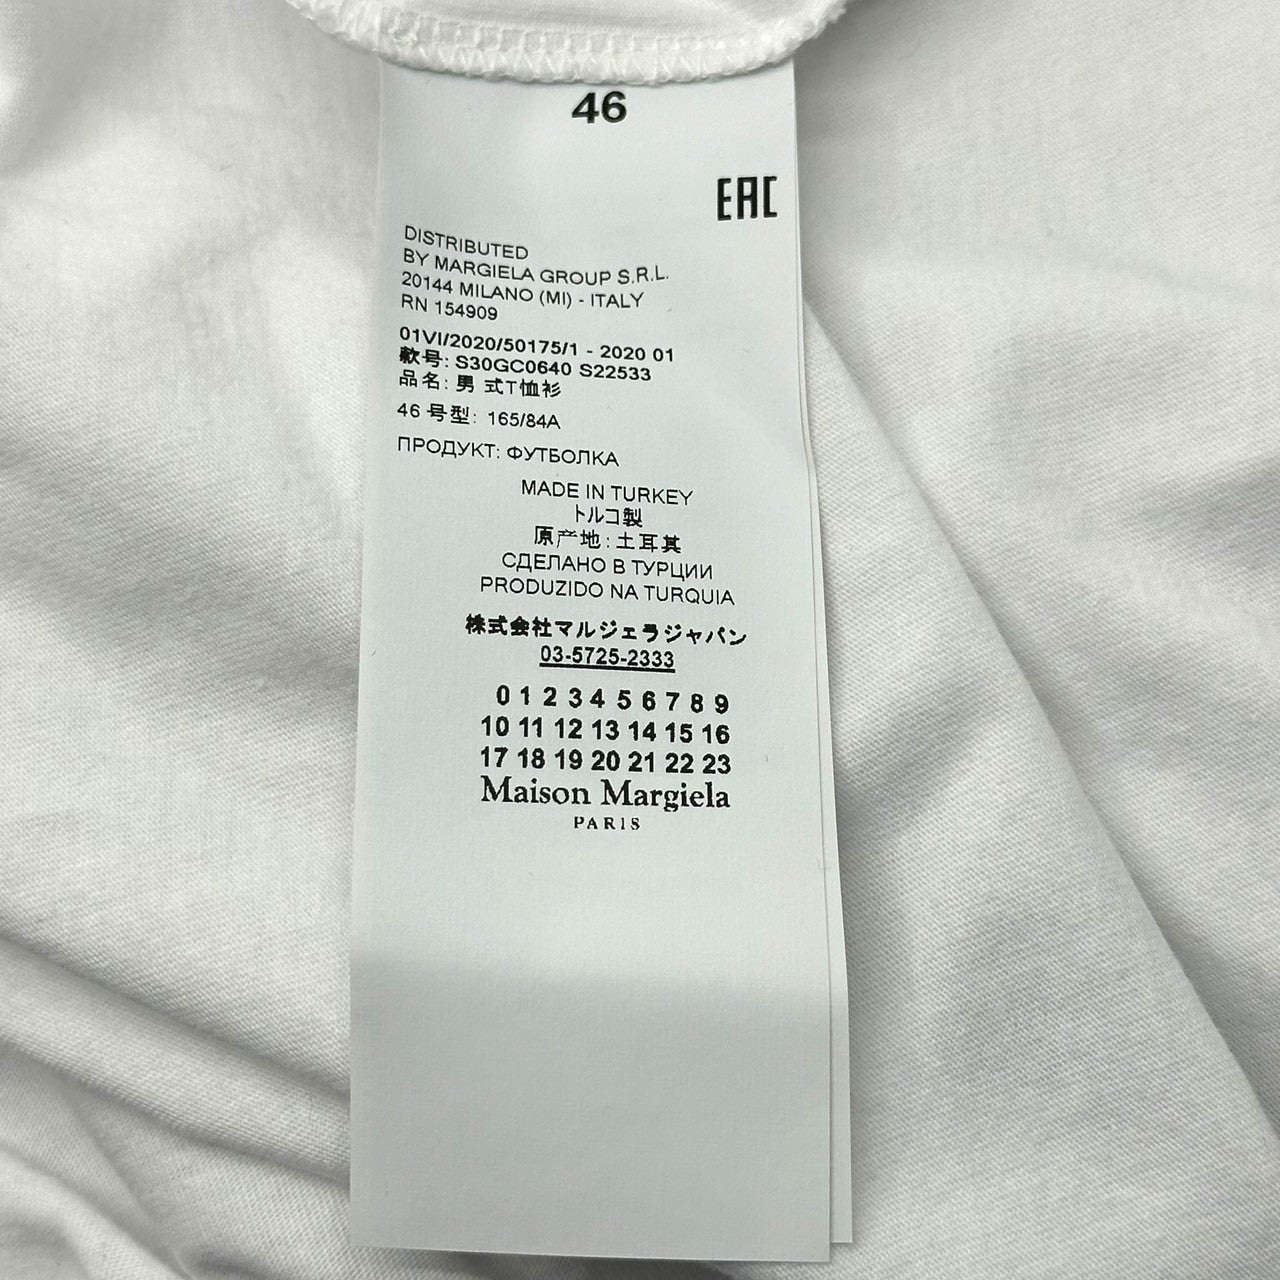 46
EAC
DISTRIBUTED
BY MARGIELA GROUP S.R.L.
20144 MILANO (MI) - ITALY
RN 154909
01VI/2020/50175/1 - 2020 01
款号: S30GC0640 S22533
品名: 男 式T恤衫
46 号型: 165/84A
ПРОДУКТ: ФУТБОЛКА
MADE IN TURKEY
トルコ製
原产地: 土耳其
СДЕЛАНО В ТУРЦИИ
PRODUZIDO NA TURQUIA
株式会社マルジェラジャパン
03-5725-2333
0 1 2 3 4 5 6 7 8 9
10 11 12 13 14 15 16
17 18 19 20 21 22 23
Maison Margiela
PARIS